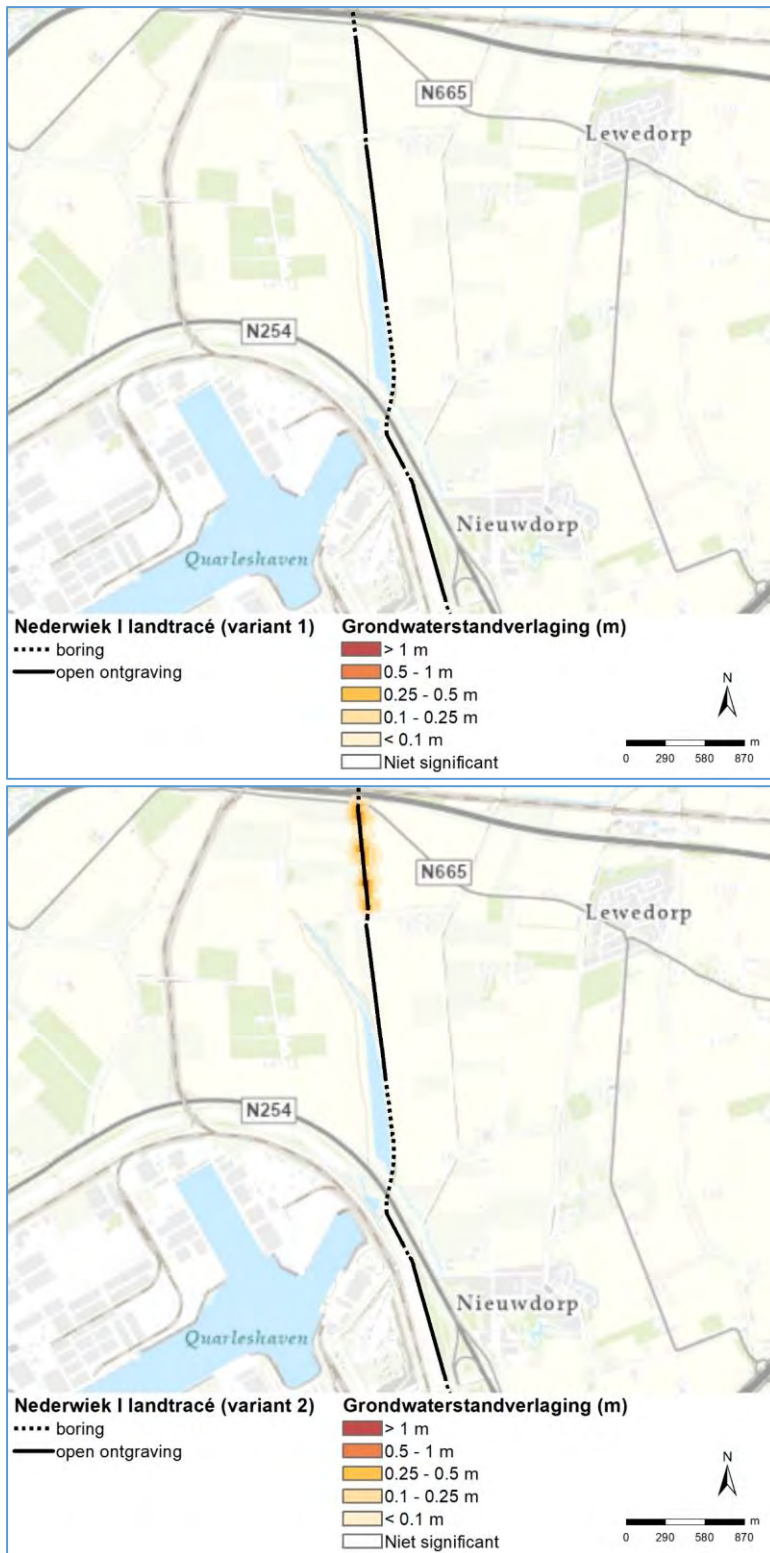 N665
Lewedorp
N254
Nieuwdorp
Quarleshaven
Nederwiek I landtracé (variant 1)
boring
open ontgraving
Grondwaterstandverlaging (m)
> 1 m
0.5 - 1 m
0.25 - 0.5 m
0.1 - 0.25 m
< 0.1 m
Niet significant
N
m
0 290 580 870
N665
Lewedorp
N254
Nieuwdorp
Quarleshaven
Nederwiek I landtracé (variant 2)
boring
open ontgraving
Grondwaterstandverlaging (m)
> 1 m
0.5 - 1 m
0.25 - 0.5 m
0.1 - 0.25 m
< 0.1 m
Niet significant
N
m
0 290 580 870